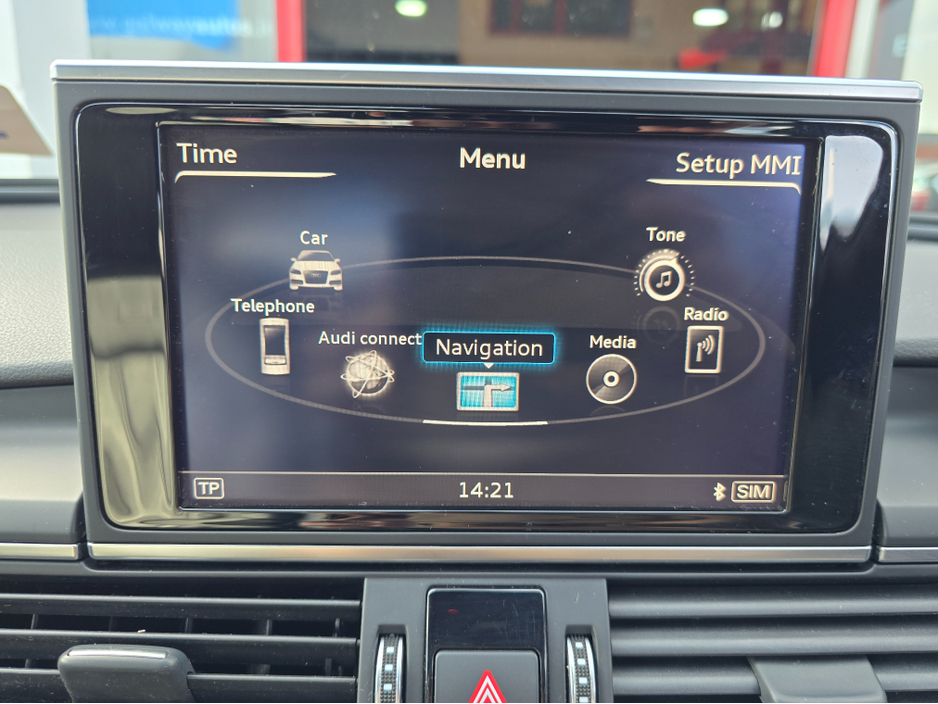 Time
Menu
Setup MMI
Car
Tone
Telephone
Radio
Audi connect
Navigation
Media
TP
14:21
SIM